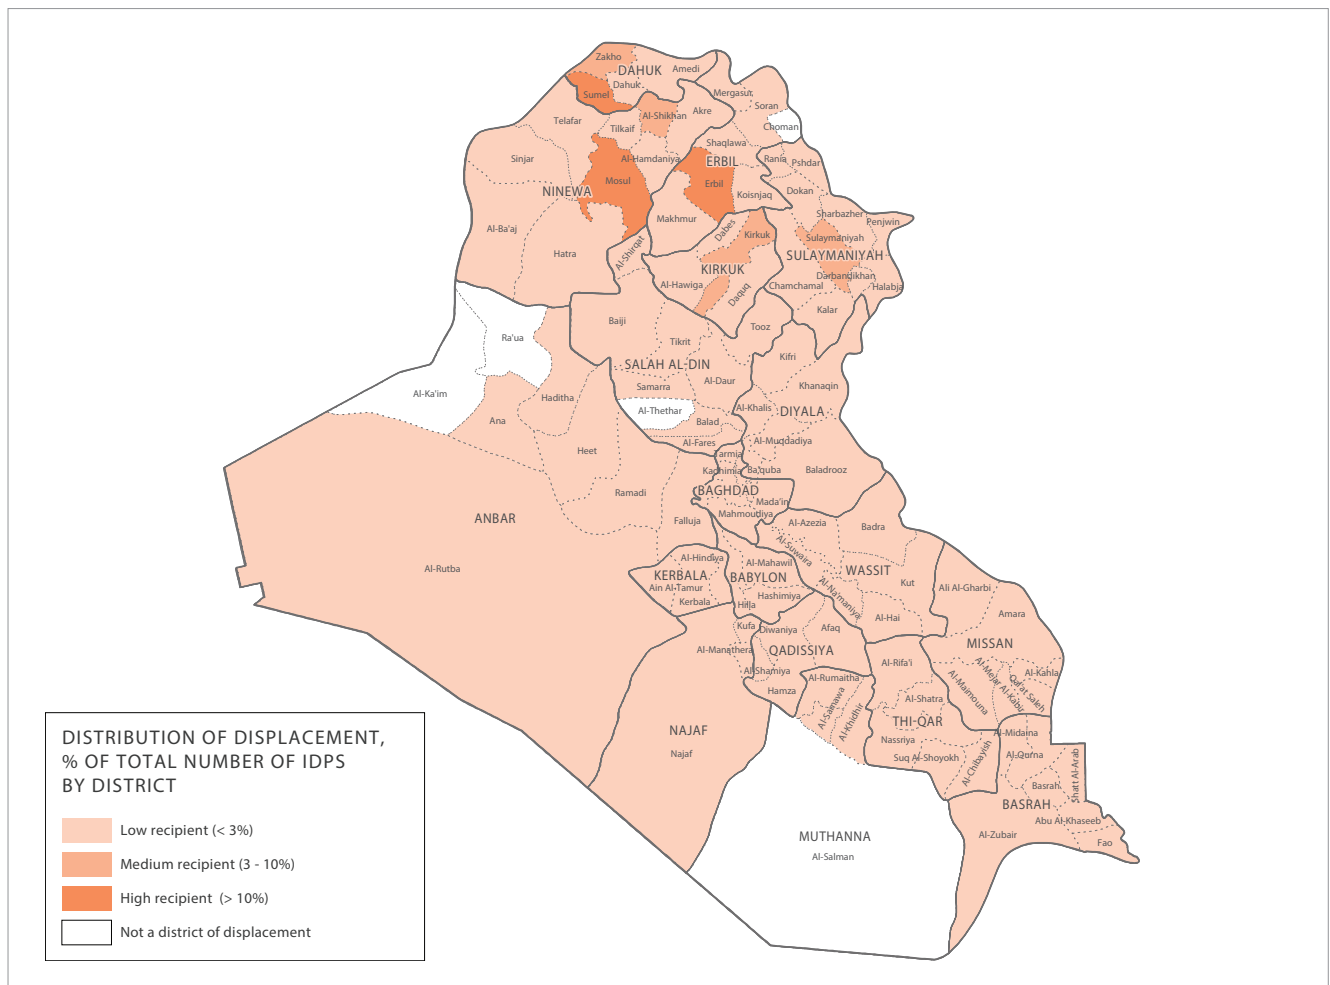 Zakho
DAHUK
Amedi
Dahuk
Sumel
Mergasur
Soran
Akre
Al-Shikhan
Telafar
Tilkaif
Choman
Shaqlawa
Sinjar
Al-Hamdaniya
ERBIL
Rania
Pshdar
Mosul
Erbil
NINEWA
Koisnjaq
Dokan
Makhmur
Sharbazher
Penjwin
Al-Ba'aj
Dabes
Kirkuk
Sulaymaniyah
Hatra
Al-Shirqat
SULAYMANIYAH
KIRKUK
Darbandikhan
Al-Hawiga
Daquq
Chamchamal
Halabja
Kalar
Baiji
Tooz
Ra'ua
Tikrit
Kifri
SALAH AL-DIN
Al-Daur
Samarra
Khanaqin
Al-Ka'im
Haditha
Al-Thethar
Al-Khalis
DIYALA
Ana
Balad
Al-Fares
Al-Muqdadiya
Heet
Tarmia
Kadhimia
Ba'quba
Baladrooz
Ramadi
BAGHDAD
Mada'in
Mahmoudiya
ANBAR
Falluja
Al-Azezia
Badra
Al-Suwaira
Al-Hindiya
Al-Mahawil
Al-Rutba
KERBALA
BABYLON
WASSIT
Kut
Ain Al-Tamur
Hashimiya
Al-Na'maniya
Ali Al-Gharbi
Kerbala
Hilla
Al-Hai
Amara
Kufa
Diwaniya
Afaq
Al-Manathera
QADISSIYA
MISSAN
Al-Shamiya
Al-Rifa'i
Al-Rumaitha
Al-Kahla
Hamza
Al-Maimouna
Al-Mejar Al-Kabir
Qal'at Saleh
Al-Samawa
Al-Khidhir
Al-Shatra
THI-QAR
NAJAF
Najaf
Nassriya
Al-Midaina
Suq Al-Shoyokh
Al-Chibayish
Al-Qurna
Shatt Al-Arab
Basrah
BASRAH
Abu Al-Khaseeb
Al-Zubair
Fao
MUTHANNA
Al-Salman
DISTRIBUTION OF DISPLACEMENT,
% OF TOTAL NUMBER OF IDPS
BY DISTRICT
Low recipient (< 3%)
Medium recipient (3 - 10%)
High recipient (> 10%)
Not a district of displacement